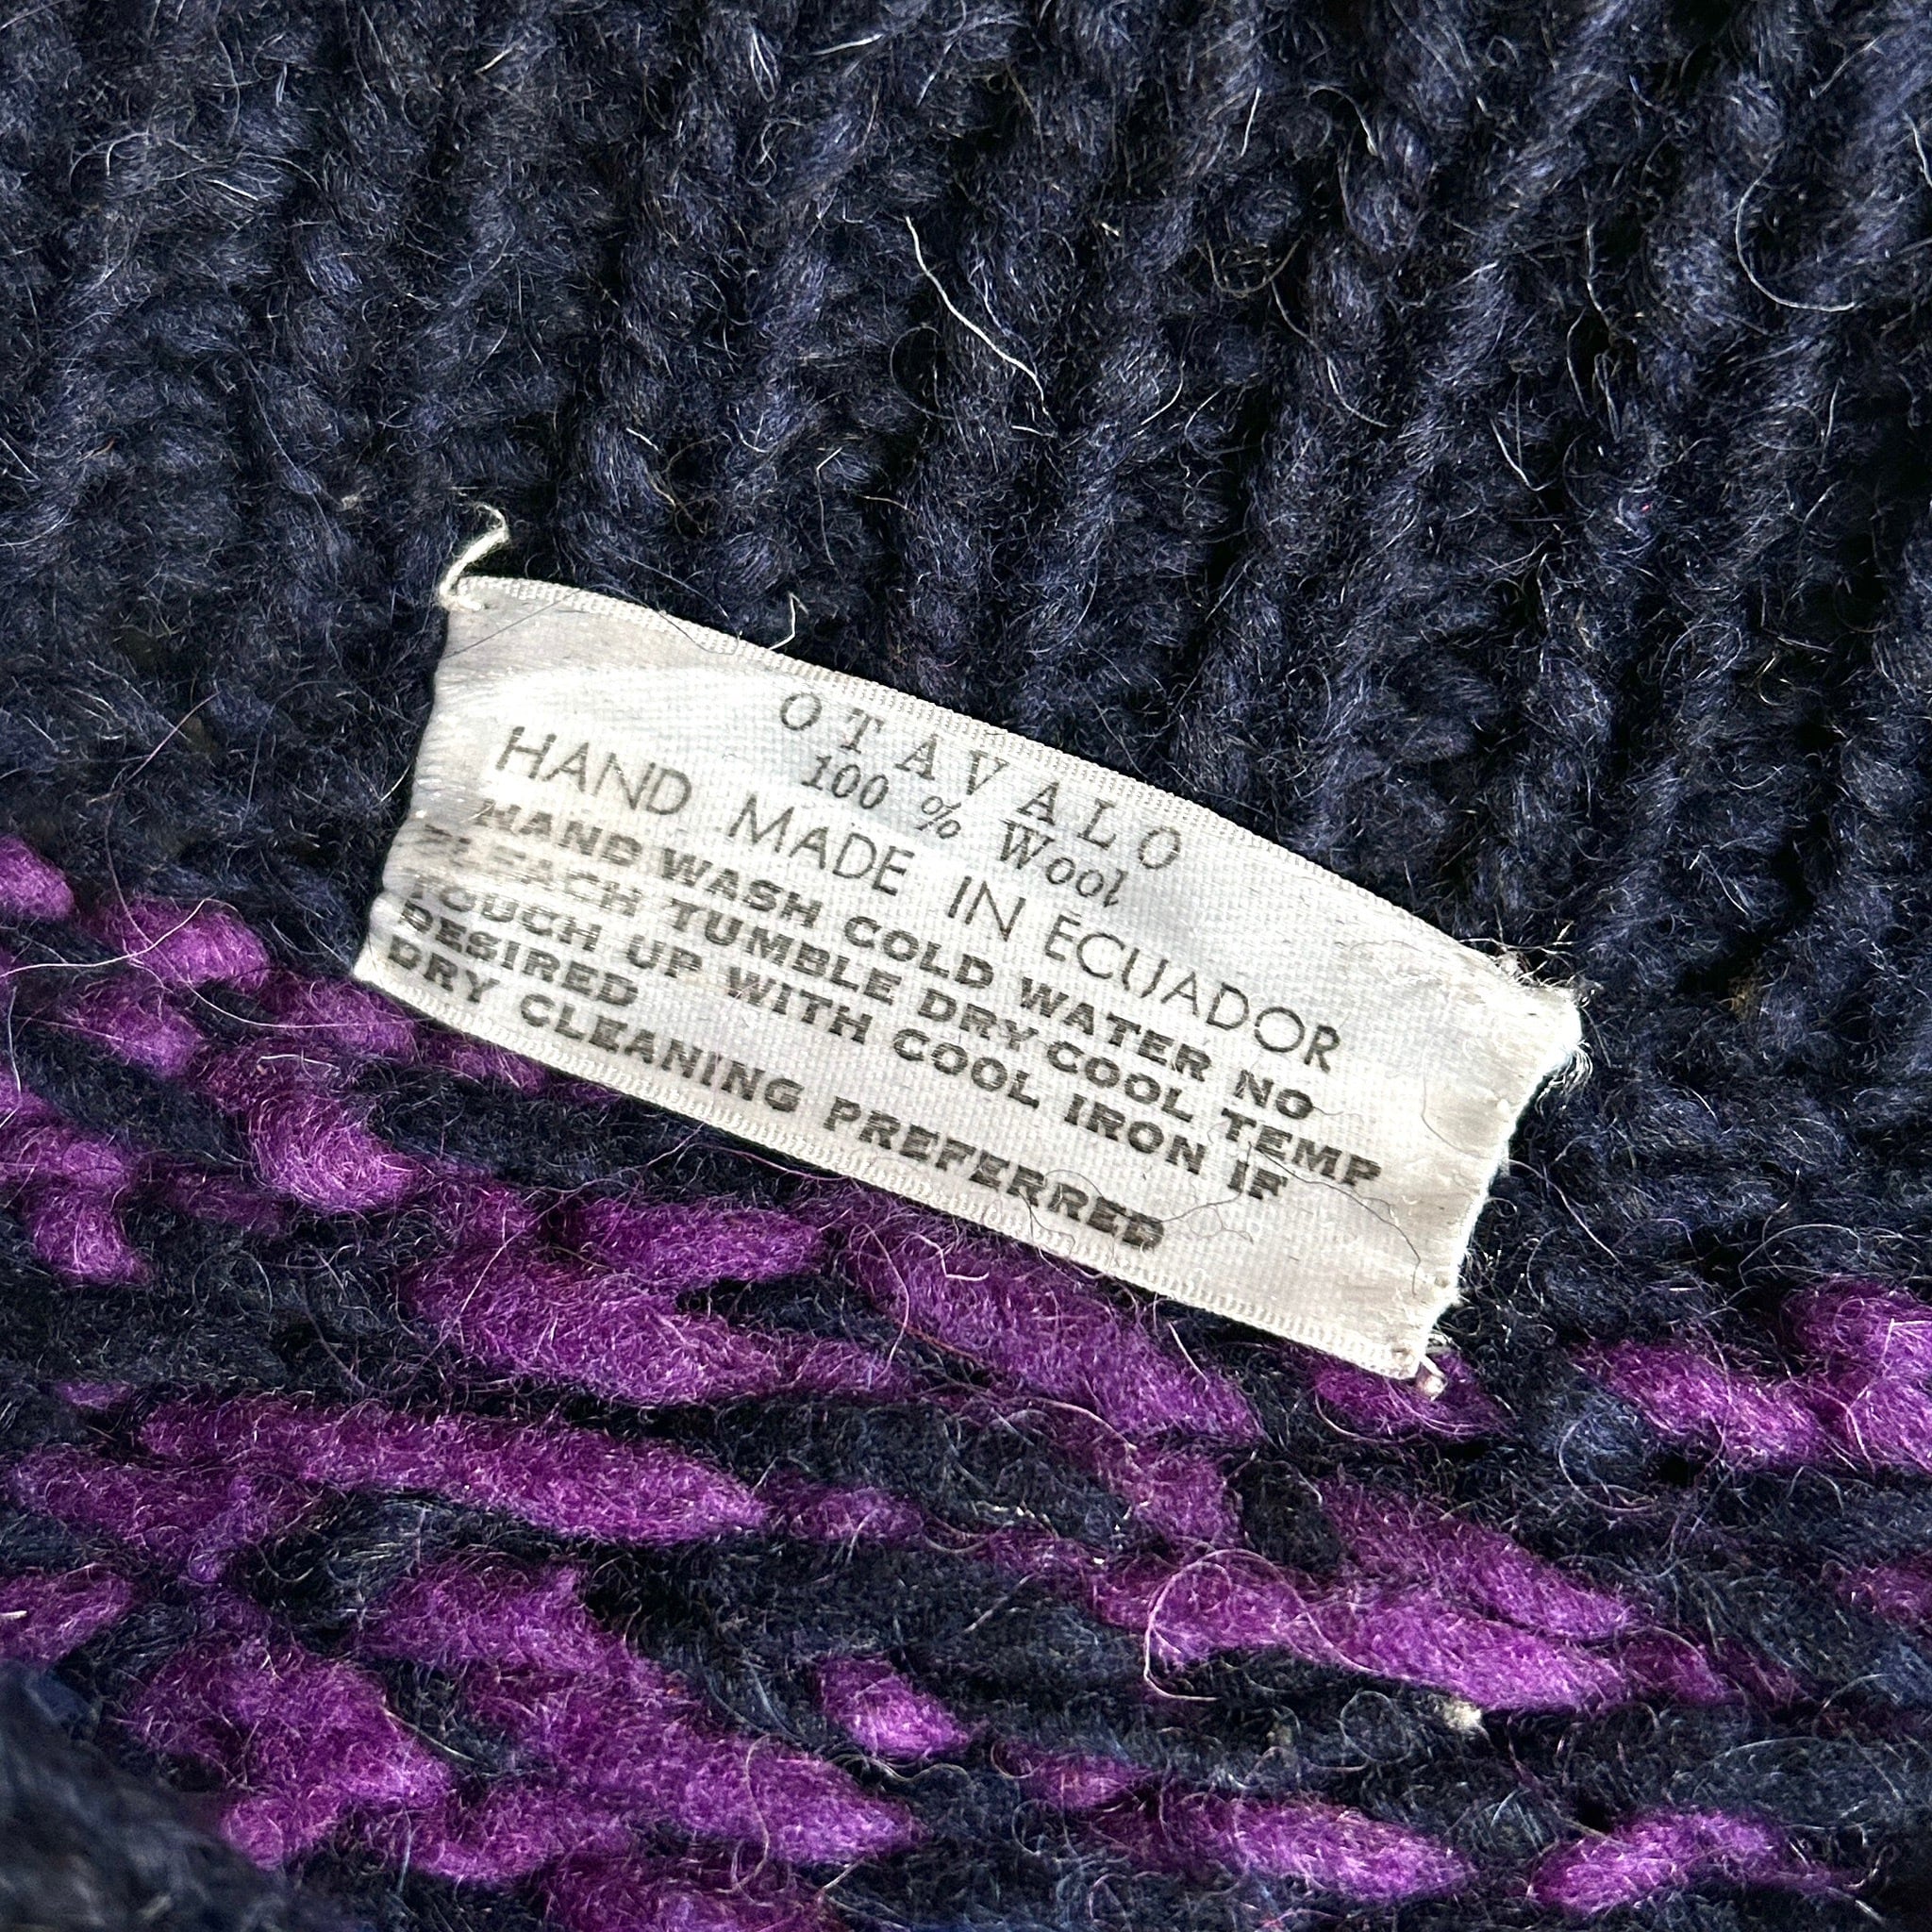 OTAVALO
100 % Wool
HAND MADE IN ECUADOR
HAND WASH COLD WATER NO
BLEACH TUMBLE DRY COOL TEMP
TOUCH UP WITH COOL IRON IF
DESIRED
DRY CLEANING PREFERRED